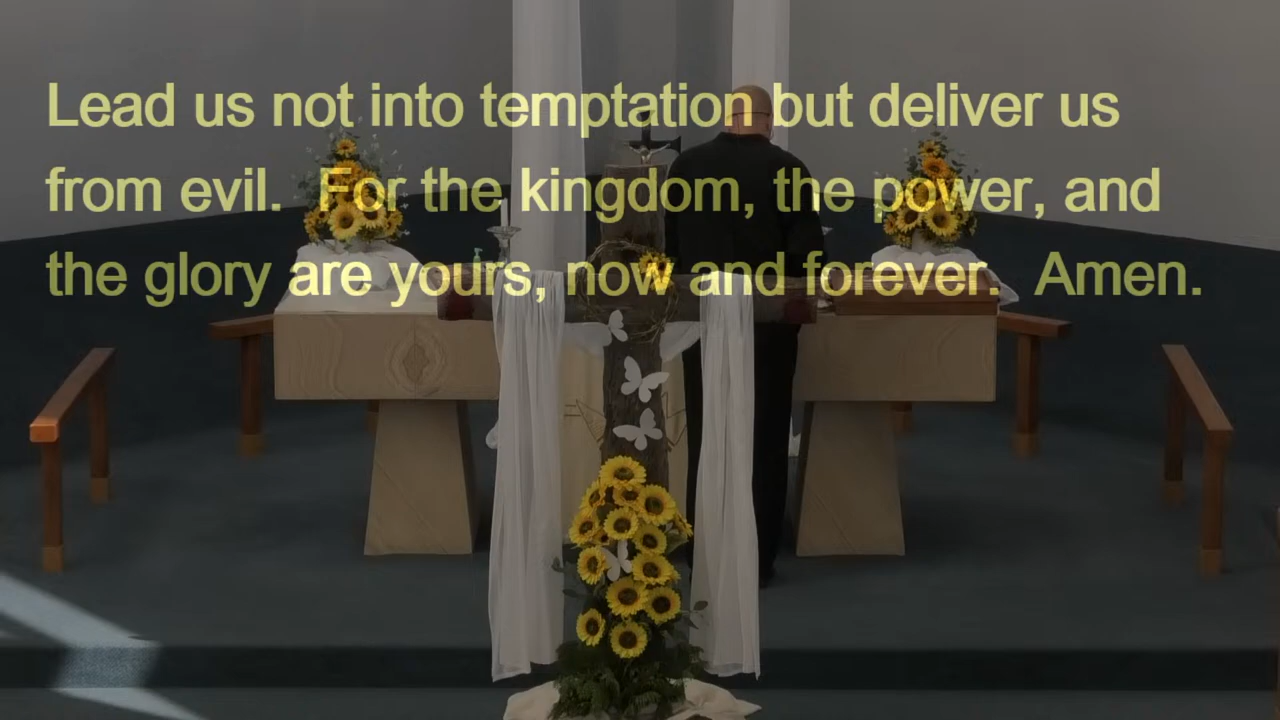 Lead us not into temptation but deliver us
from evil. For the kingdom, the power, and
the glory are yours, now and forever. Amen.